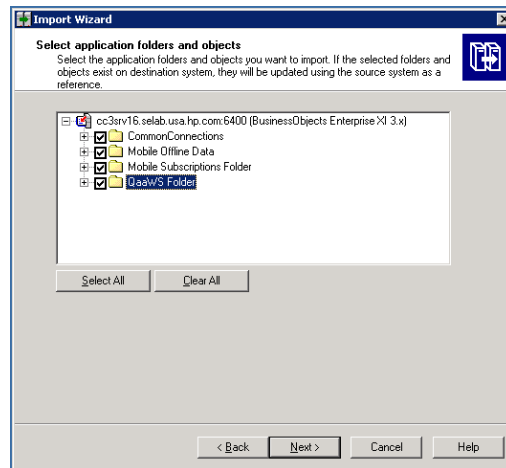 Import Wizard
Select application folders and objects
Select the application folders and objects you want to import. If the selected folders and
objects exist on destination system, they will be updated using the source system as a
reference.
cc3srv16.selab.usa.hp.com:6400 (BusinessObjects Enterprise XI 3.x)
CommonConnections
Mobile Offline Data
Mobile Subscriptions Folder
QaaWS Folder
Select All Clear All
< Back Next > Cancel Help